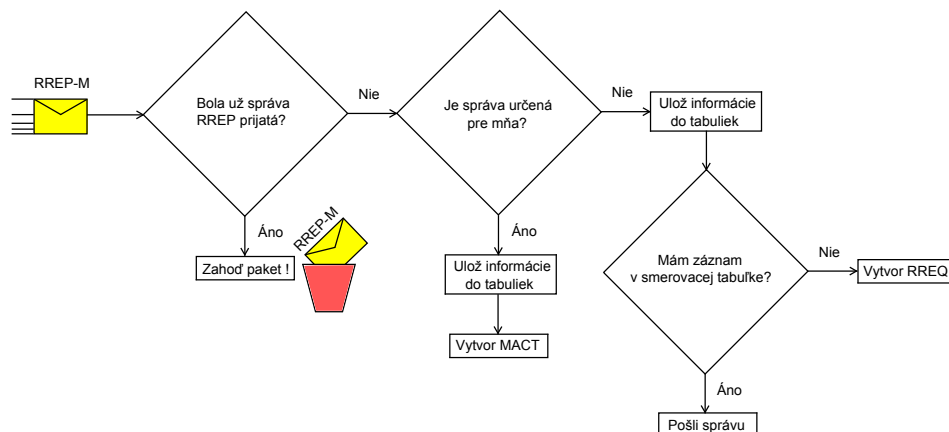 RREP-M
Bola už správa
RREP prijatá?
Nie
Je správa určená
pre mňa?
Nie
Ulož informácie
do tabuliek
Áno
Zahoď paket !
RREP-M
Áno
Ulož informácie
do tabuliek
Vytvor MACT
Mám záznam
v smerovacej tabuľke?
Nie
Vytvor RREQ
Áno
Pošli správu